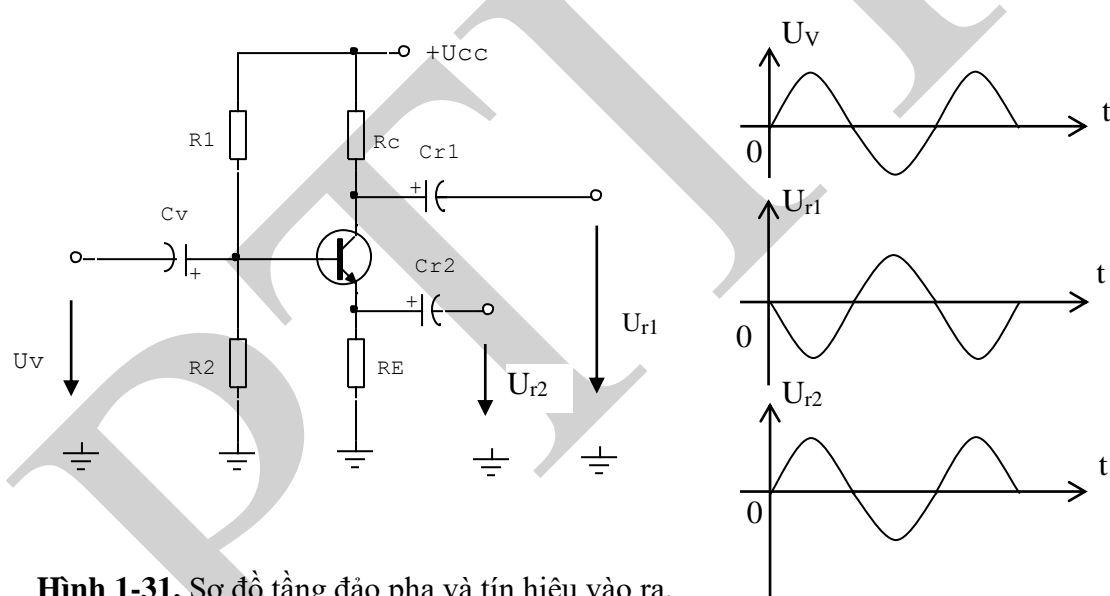 +Ucc
R1
Rc
Cr1
Cv
+
+
Cr2
+
Uv
R2
RE
Ur2
Ur1
UV
t
0
Ur1
t
0
Ur2
t
0
Hình 1-31. Sơ đồ tầng đảo pha và tín hiệu vào ra.
PTIT